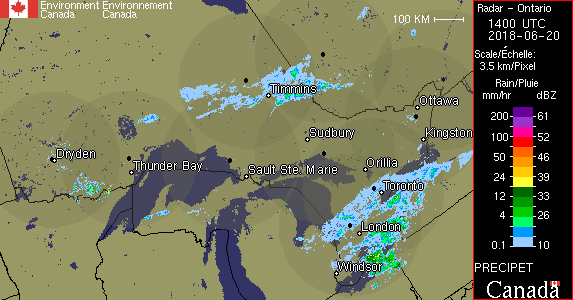 Environment Environnement
Canada Canada
100 KM
Radar - Ontario
1400 UTC
2018-06-20
Scale/Échelle:
3.5 km/Pixel
Rain/Pluie
mm/hr dBZ
200 61
100 52
50 46
24 39
12 33
4 26
0.1 10
PRECIPET
Canada
Timmins
Ottawa
Sudbury
Kingston
Dryden
Thunder Bay
Sault Ste. Marie
Orillia
Toronto
London
Windsor